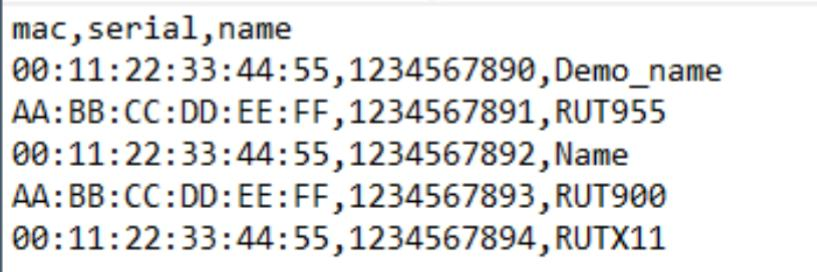 mac,serial,name
00:11:22:33:44:55,1234567890,Demo_name
AA:BB:CC:DD:EE:FF,1234567891,RUT955
00:11:22:33:44:55,1234567892,Name
AA:BB:CC:DD:EE:FF,1234567893,RUT900
00:11:22:33:44:55,1234567894,RUTX11